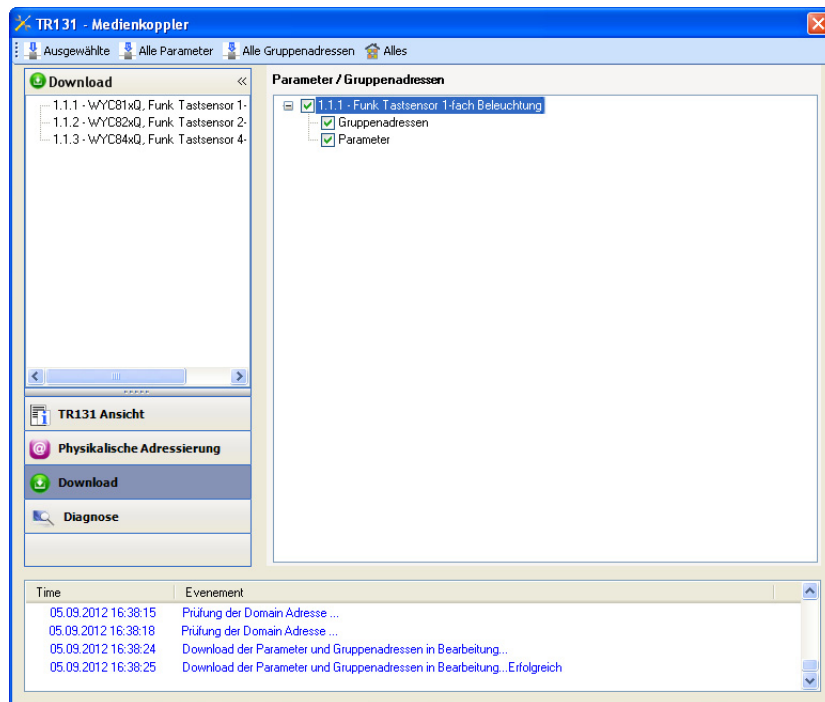 TR131 - Medienkoppler
Ausgewählte Alle Parameter Alle Gruppenadressen Alles
Download «
1.1.1 - WYC81xQ, Funk Tastsensor 1-
1.1.2 - WYC82xQ, Funk Tastsensor 2-
1.1.3 - WYC84xQ, Funk Tastsensor 4-
TR131 Ansicht
Physikalische Adressierung
Download
Diagnose
Parameter / Gruppenadressen
1.1.1 - Funk Tastsensor 1-fach Beleuchtung
Gruppenadressen
Parameter
Time Evenement
05.09.2012 16:38:15 Prüfung der Domain Adresse ...
05.09.2012 16:38:18 Prüfung der Domain Adresse ...
05.09.2012 16:38:24 Download der Parameter und Gruppenadressen in Bearbeitung...
05.09.2012 16:38:25 Download der Parameter und Gruppenadressen in Bearbeitung...Erfolgreich